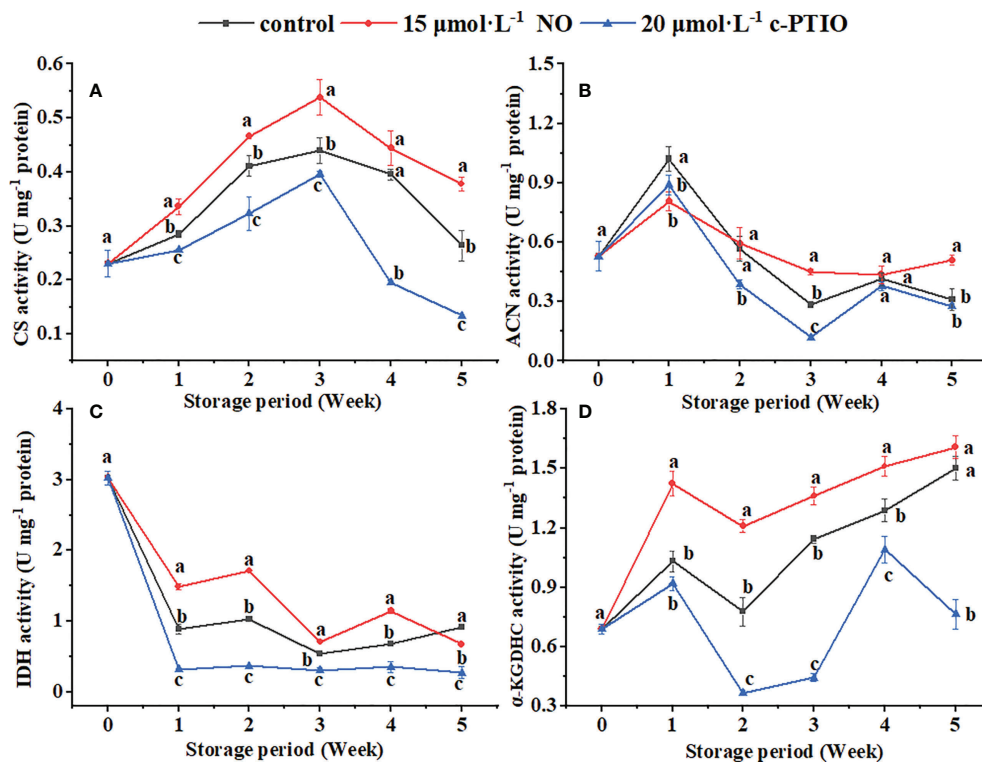 control 15 μmol·L⁻¹ NO 20 μmol·L⁻¹ c-PTIO
A
CS activity (U mg⁻¹ protein)
0.6
0.5
0.4
0.3
0.2
0.1
a
a
b
c
a
b
c
a
b
c
a
a
b
a
b
c
0 1 2 3 4 5
Storage period (Week)
B
ACN activity (U mg⁻¹ protein)
1.5
1.2
0.9
0.6
0.3
0.0
a
a
b
b
a
a
b
a
b
c
a
a
a
a
b
b
0 1 2 3 4 5
Storage period (Week)
C
IDH activity (U mg⁻¹ protein)
4
3
2
1
0
a
a
b
c
a
b
c
a
b
c
a
b
c
a
b
c
0 1 2 3 4 5
Storage period (Week)
D
α-KGDHC activity (U mg⁻¹ protein)
1.8
1.5
1.2
0.9
0.6
0.3
a
a
b
b
a
b
c
a
b
c
a
b
c
a
a
b
0 1 2 3 4 5
Storage period (Week)